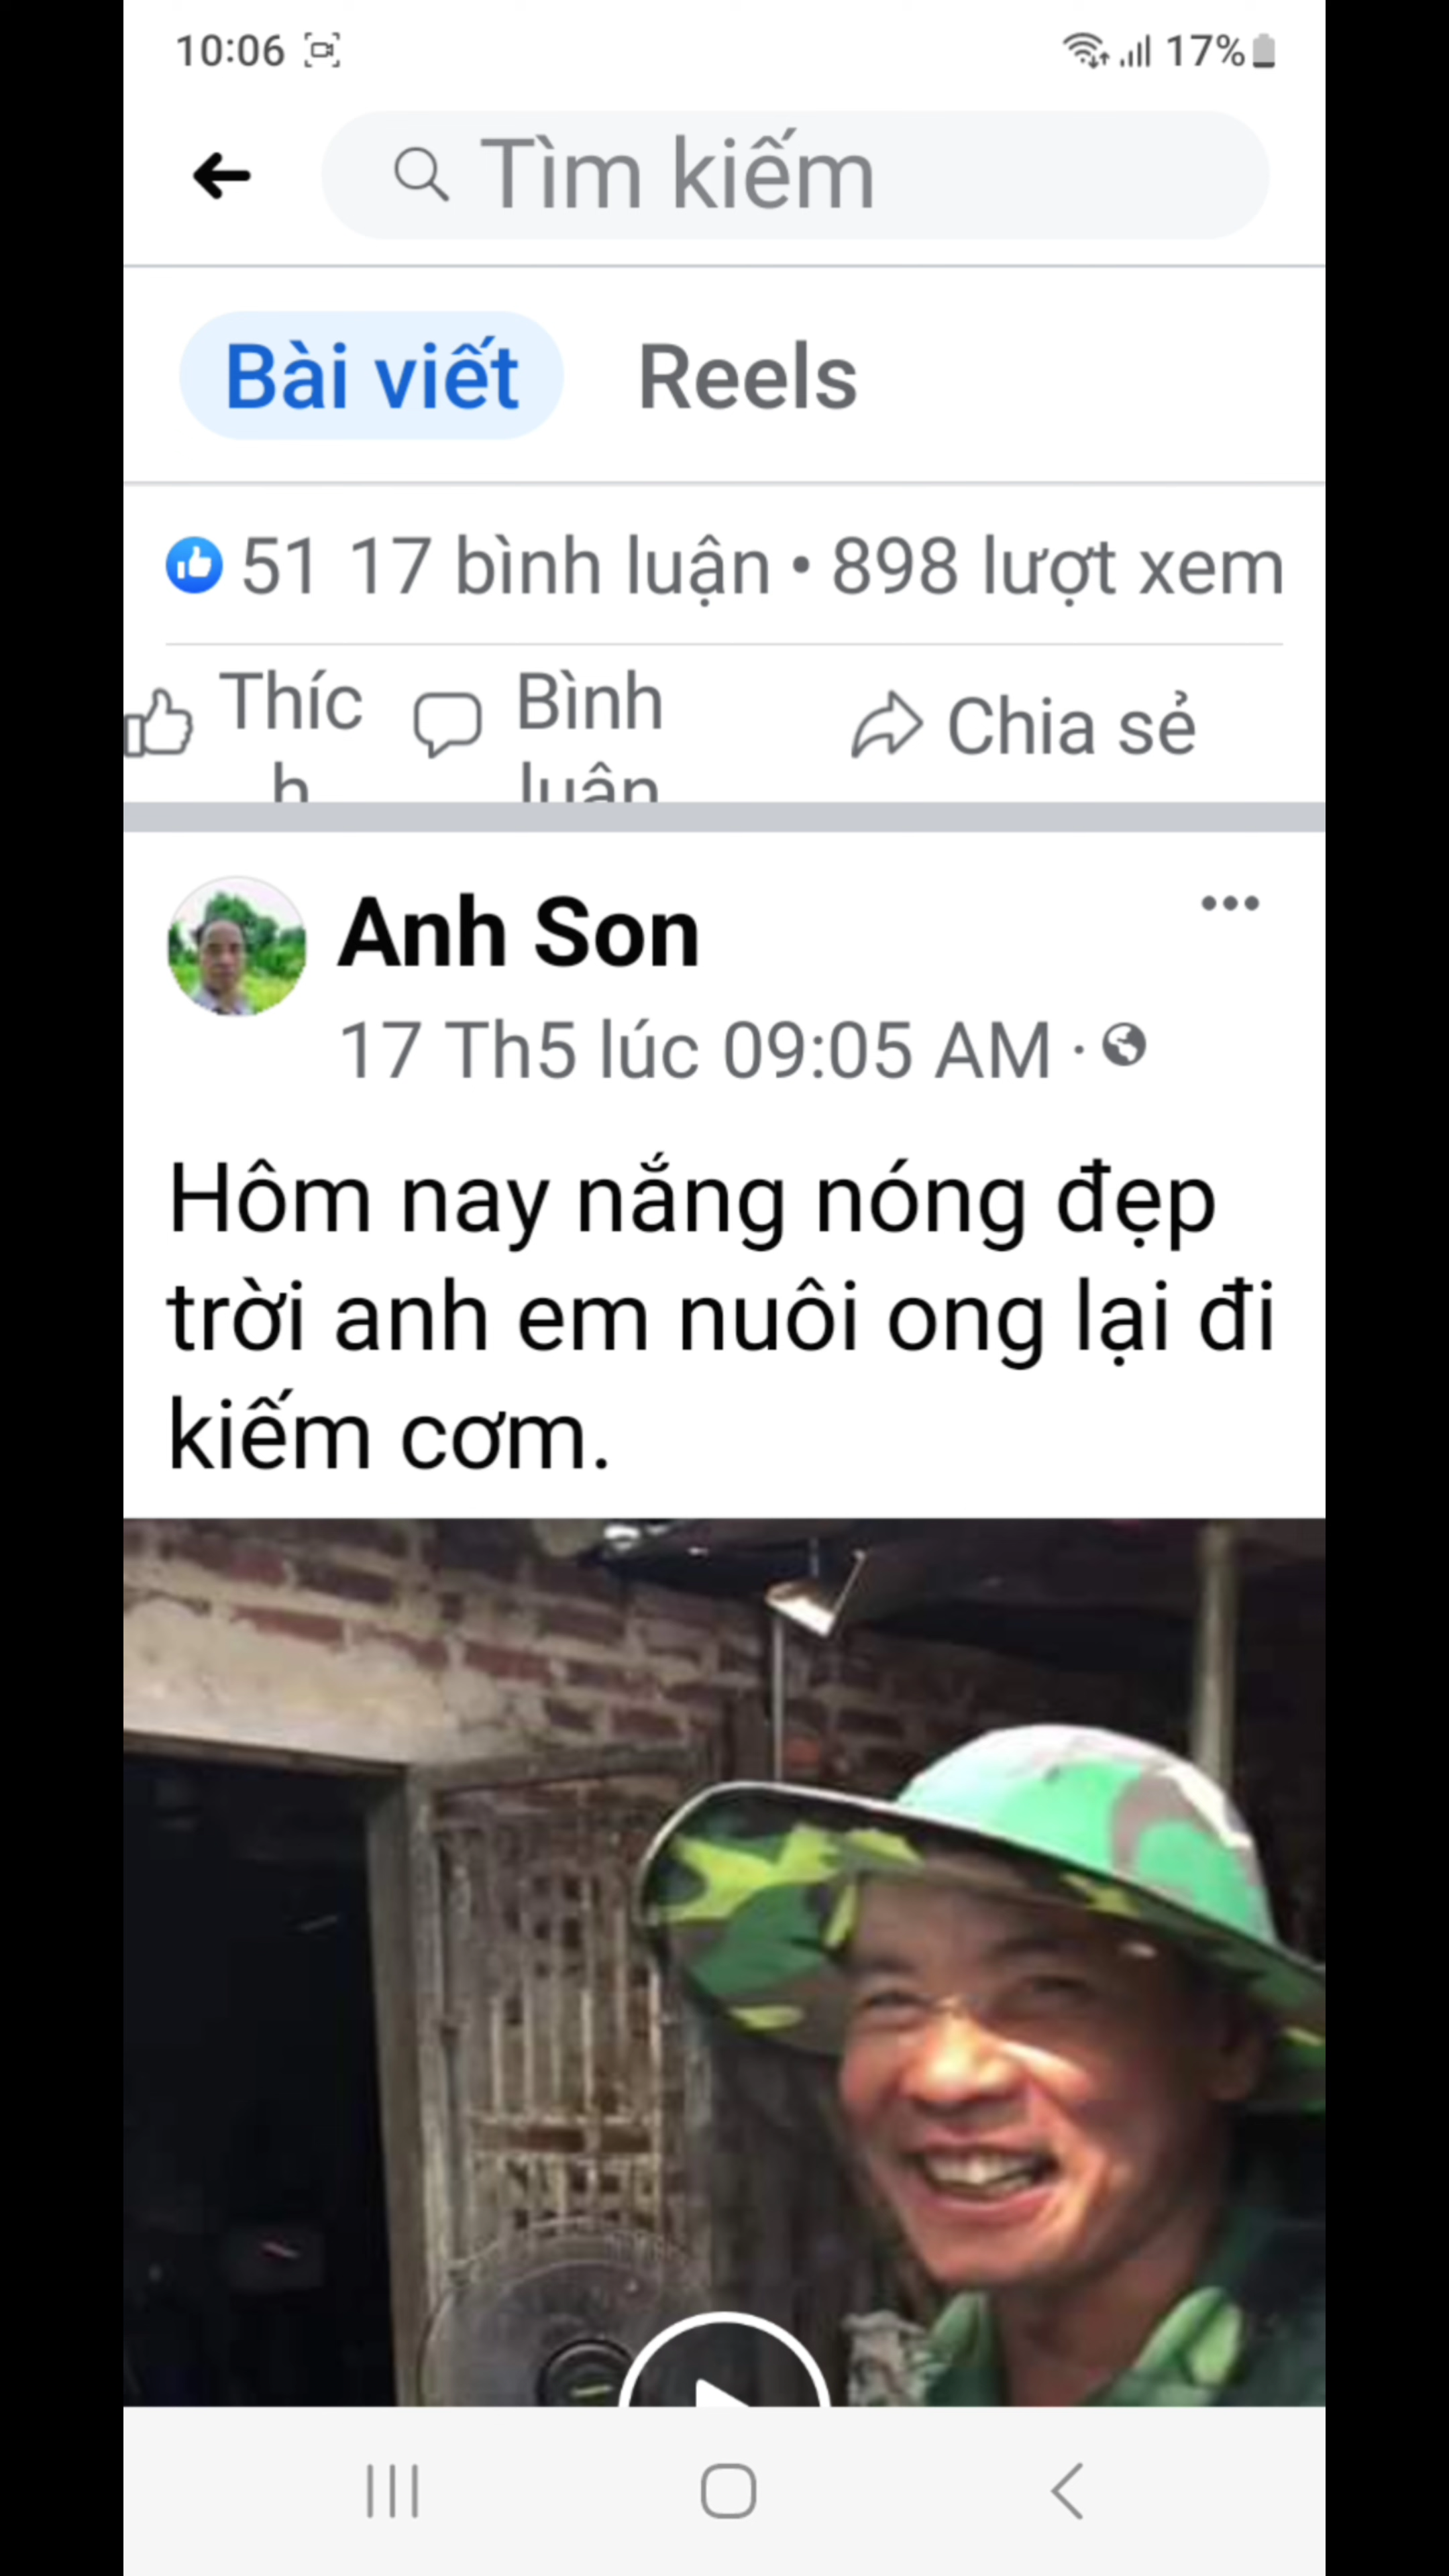 10:06 17%
Tìm kiếm
Bài viết Reels
51 17 bình luận • 898 lượt xem
Thíc Bình Chia sẻ
h luận
Anh Son
17 Th5 lúc 09:05 AM ·
Hôm nay nắng nóng đẹp
trời anh em nuôi ong lại đi
kiếm cơm.